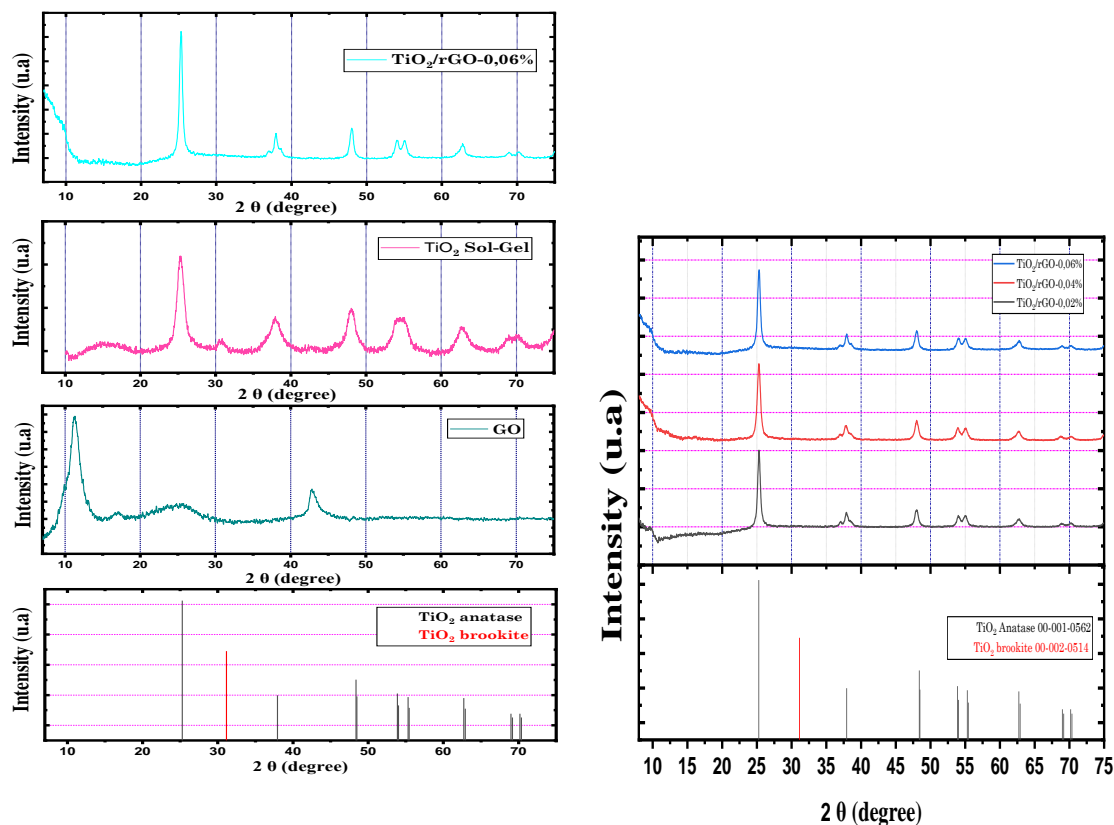 Intensity (u.a)
TiO₂/rGO-0,06%
10 20 30 40 50 60 70
2 θ (degree)
Intensity (u.a)
TiO₂ Sol-Gel
10 20 30 40 50 60 70
2 θ (degree)
Intensity (u.a)
GO
10 20 30 40 50 60 70
2 θ (degree)
Intensity (u.a)
TiO₂ anatase
TiO₂ brookite
10 20 30 40 50 60 70
2 θ (degree)
Intensity (u.a)
TiO₂/rGO-0,06%
TiO₂/rGO-0,04%
TiO₂/rGO-0,02%
TiO₂ Anatase 00-001-0562
TiO₂ brookite 00-002-0514
10 15 20 25 30 35 40 45 50 55 60 65 70 75
2 θ (degree)